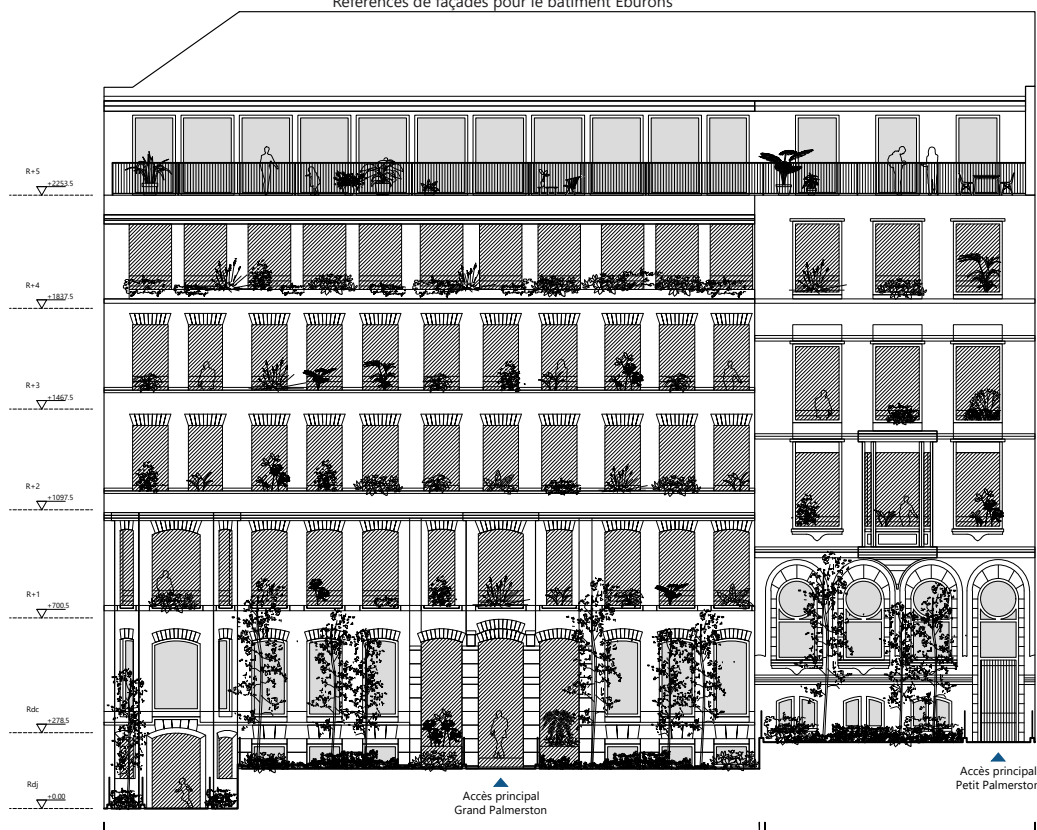 Références de façades pour le bâtiment Eburons
R+5
+2253.5
R+4
+1837.5
R+3
+1467.5
R+2
+1097.5
R+1
+700.5
Rdc
+278.5
Rdj
+0.00
Accès principal
Grand Palmerston
Accès principal
Petit Palmerston